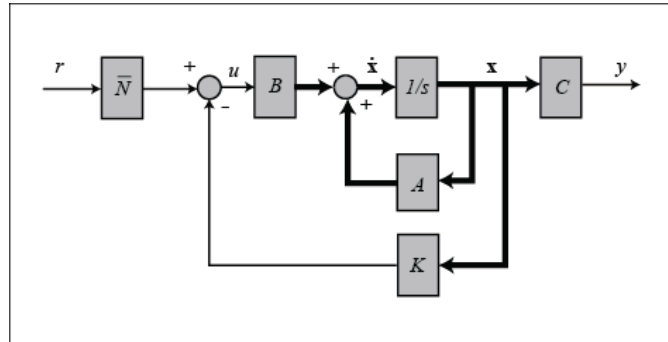 r N̅ + − u B + + ẋ 1/s x C y
A
K